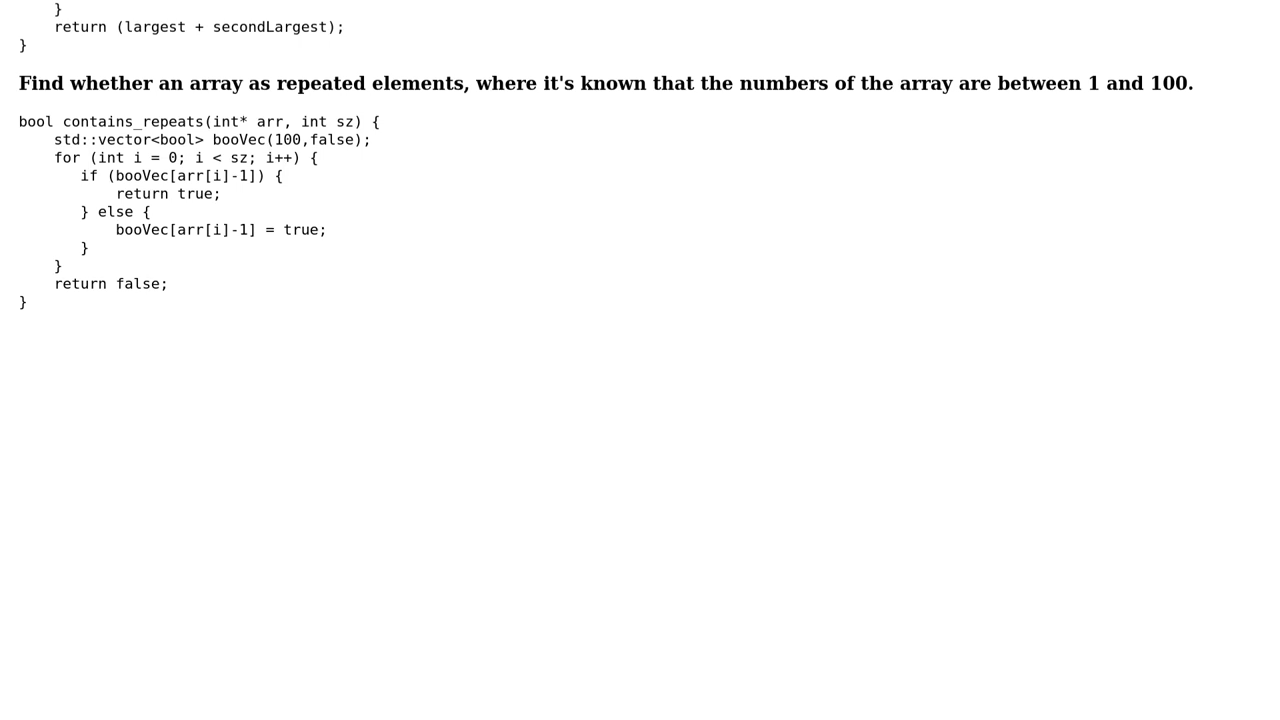 }
    return (largest + secondLargest);
}
Find whether an array as repeated elements, where it's known that the numbers of the array are between 1 and 100.
bool contains_repeats(int* arr, int sz) {
    std::vector<bool> booVec(100,false);
    for (int i = 0; i < sz; i++) {
       if (booVec[arr[i]-1]) {
           return true;
       } else {
           booVec[arr[i]-1] = true;
       }
    }
    return false;
}